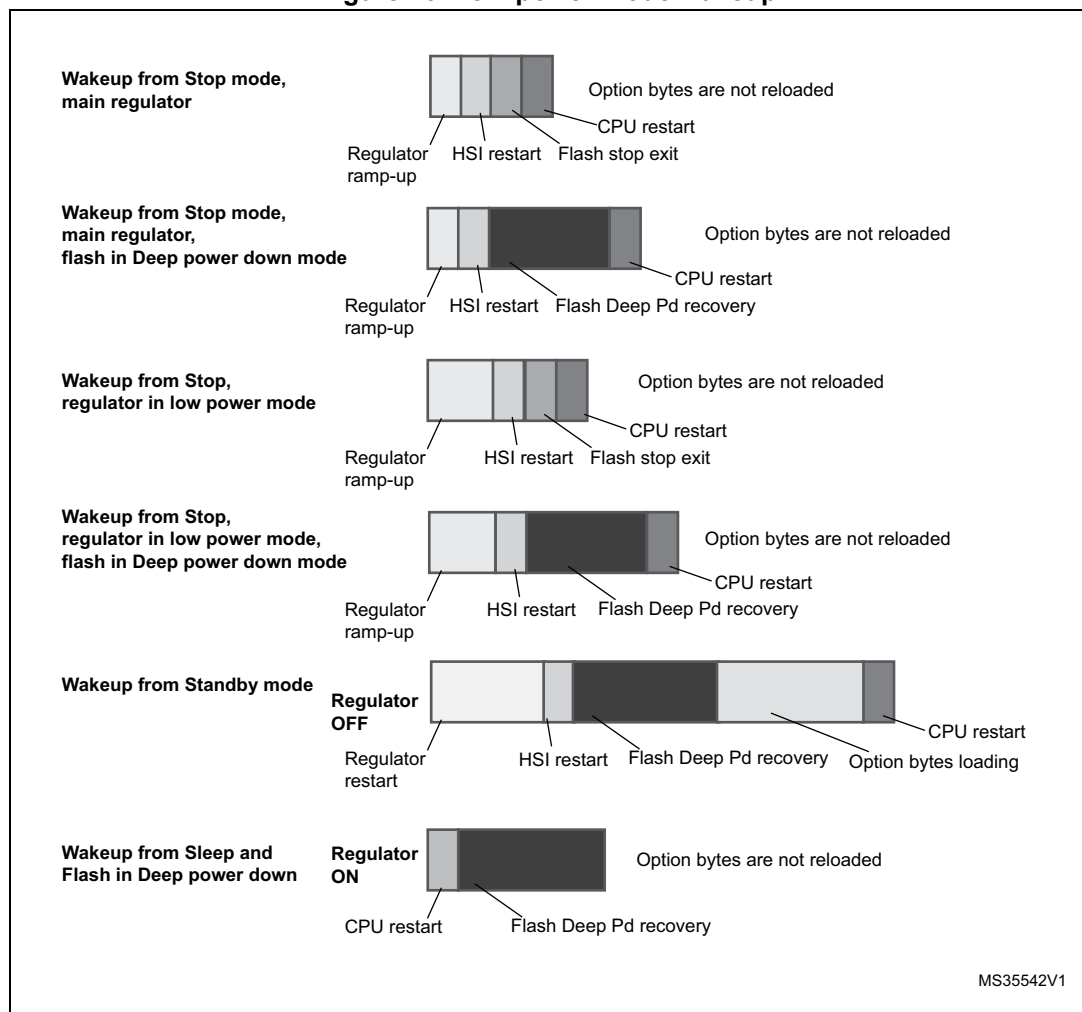 Wakeup from Stop mode,
main regulator
Option bytes are not reloaded
CPU restart
Regulator
ramp-up
HSI restart
Flash stop exit
Wakeup from Stop mode,
main regulator,
flash in Deep power down mode
Option bytes are not reloaded
CPU restart
Regulator
ramp-up
HSI restart
Flash Deep Pd recovery
Wakeup from Stop,
regulator in low power mode
Option bytes are not reloaded
CPU restart
Regulator
ramp-up
HSI restart
Flash stop exit
Wakeup from Stop,
regulator in low power mode,
flash in Deep power down mode
Option bytes are not reloaded
CPU restart
Regulator
ramp-up
HSI restart
Flash Deep Pd recovery
Wakeup from Standby mode
Regulator
OFF
CPU restart
Regulator
restart
HSI restart
Flash Deep Pd recovery
Option bytes loading
Wakeup from Sleep and
Flash in Deep power down
Regulator
ON
Option bytes are not reloaded
CPU restart
Flash Deep Pd recovery
MS35542V1